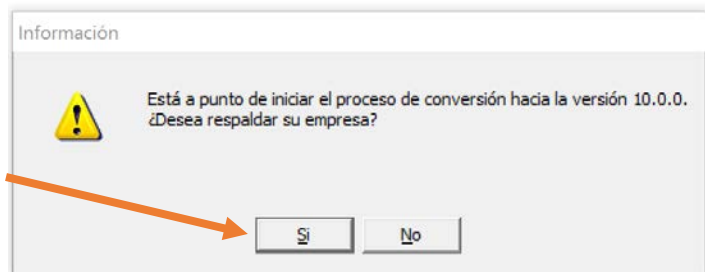 Información
Está a punto de iniciar el proceso de conversión hacia la versión 10.0.0.
¿Desea respaldar su empresa?
Si No